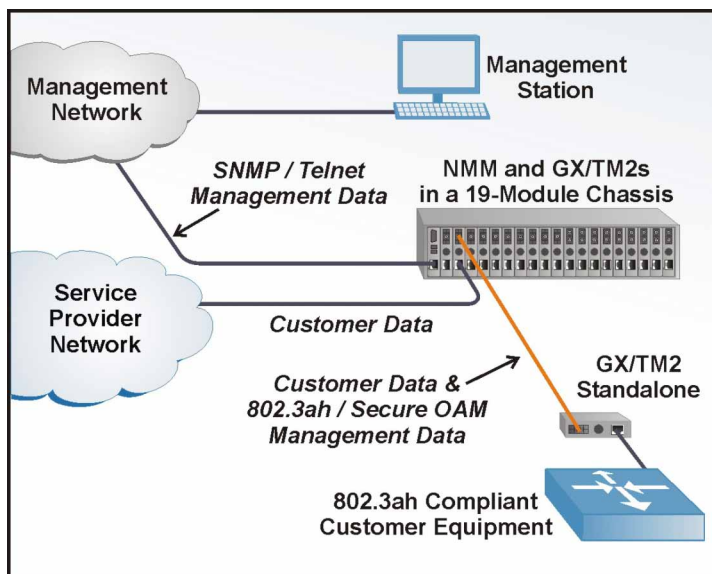 Management
Network
Management
Station
SNMP / Telnet
Management Data
NMM and GX/TM2s
in a 19-Module Chassis
Service
Provider
Network
Customer Data
Customer Data &
802.3ah / Secure OAM
Management Data
GX/TM2
Standalone
802.3ah Compliant
Customer Equipment